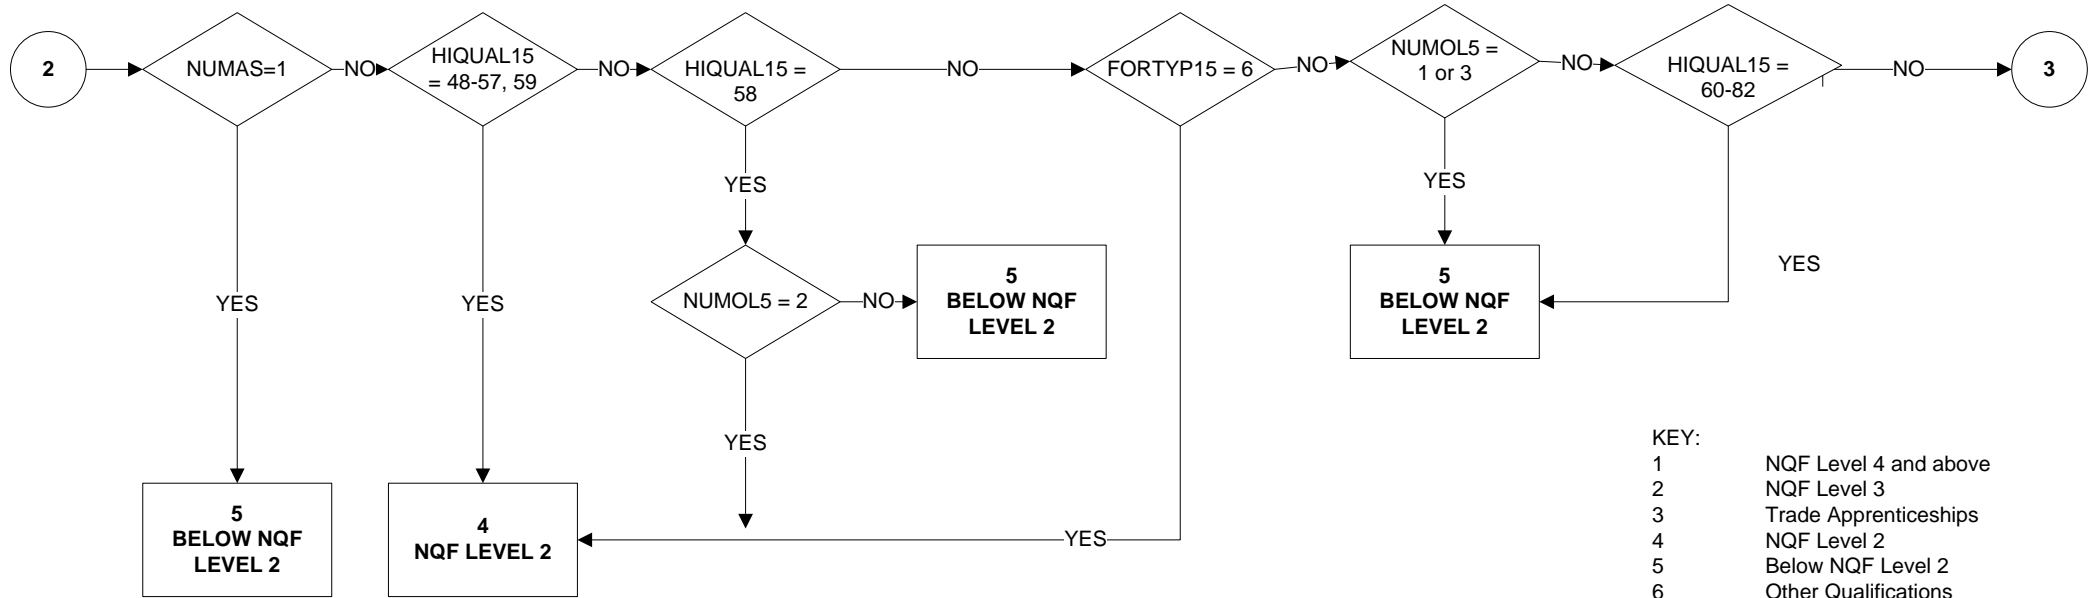 2
NUMAS=1
NO
HIQUAL15
= 48-57, 59
NO
HIQUAL15 =
58
NO
FORTYP15 = 6
NO
NUMOL5 =
1 or 3
NO
HIQUAL15 =
60-82
NO
3
YES
YES
YES
YES
YES
NUMOL5 = 2
NO
5
BELOW NQF
LEVEL 2
5
BELOW NQF
LEVEL 2
YES
5
BELOW NQF
LEVEL 2
4
NQF LEVEL 2
YES
KEY:
1 NQF Level 4 and above
2 NQF Level 3
3 Trade Apprenticeships
4 NQF Level 2
5 Below NQF Level 2
6 Other Qualifications